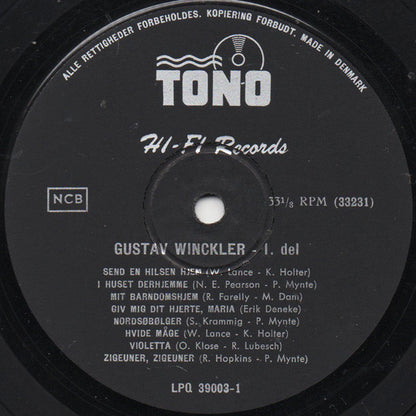 ALLE RETTIGHEDER FORBEHOLDES. KOPIERING FORBUDT. MADE IN DENMARK
TONO
HI-FI Records
NCB
33⅓ RPM (33231)
GUSTAV WINCKLER - I. del
SEND EN HILSEN HJEM (W. Lance - K. Holter)
I HUSET DERHJEMME (N. E. Pearson - P. Mynte)
MIT BARNDOMSHJEM (R. Farelly - M. Dam)
GIV MIG DIT HJERTE, MARIA (Erik Deneke)
NORDSØBØLGER (S. Krammig - P. Mynte)
HVIDE MÅGE (W. Lance - K. Holter)
VIOLETTA (O. Klose - R. Lubesch)
ZIGEUNER, ZIGEUNER (R. Hopkins - P. Mynte)
LPQ 39003-1